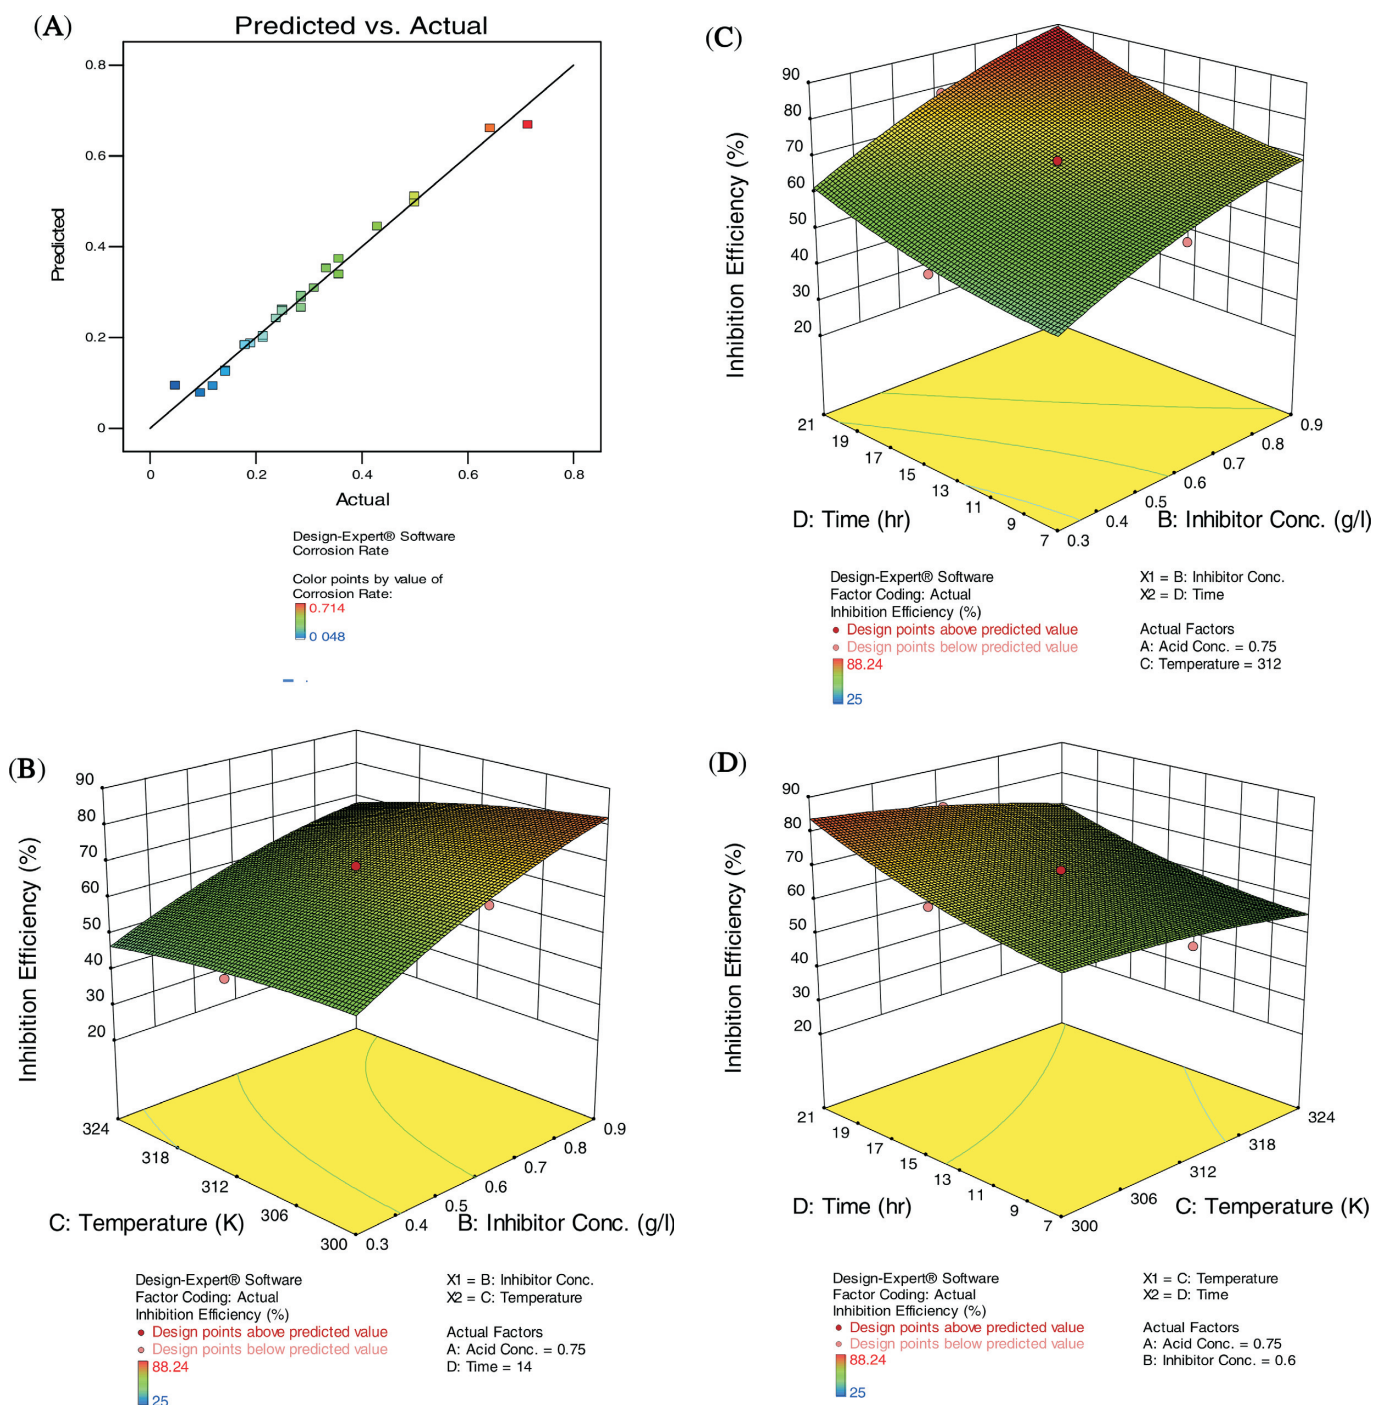 (A)
Predicted vs. Actual
0.8
0.6
0.4
0.2
0
Predicted
0
0.2
0.4
0.6
0.8
Actual
Design-Expert® Software
Corrosion Rate
Color points by value of
Corrosion Rate:
0.714
0 048
(C)
90
80
70
60
50
40
30
20
Inhibition Efficiency (%)
21
19
17
15
13
11
9
7
0.3
0.4
0.5
0.6
0.7
0.8
0.9
D: Time (hr)
B: Inhibitor Conc. (g/l)
Design-Expert® Software
Factor Coding: Actual
Inhibition Efficiency (%)
Design points above predicted value
Design points below predicted value
88.24
25
X1 = B: Inhibitor Conc.
X2 = D: Time
Actual Factors
A: Acid Conc. = 0.75
C: Temperature = 312
(B)
90
80
70
60
50
40
30
20
Inhibition Efficiency (%)
324
318
312
306
300
0.3
0.4
0.5
0.6
0.7
0.8
0.9
C: Temperature (K)
B: Inhibitor Conc. (g/l)
Design-Expert® Software
Factor Coding: Actual
Inhibition Efficiency (%)
Design points above predicted value
Design points below predicted value
88.24
25
X1 = B: Inhibitor Conc.
X2 = C: Temperature
Actual Factors
A: Acid Conc. = 0.75
D: Time = 14
(D)
90
80
70
60
50
40
30
20
Inhibition Efficiency (%)
21
19
17
15
13
11
9
7
300
306
312
318
324
D: Time (hr)
C: Temperature (K)
Design-Expert® Software
Factor Coding: Actual
Inhibition Efficiency (%)
Design points above predicted value
Design points below predicted value
88.24
25
X1 = C: Temperature
X2 = D: Time
Actual Factors
A: Acid Conc. = 0.75
B: Inhibitor Conc. = 0.6